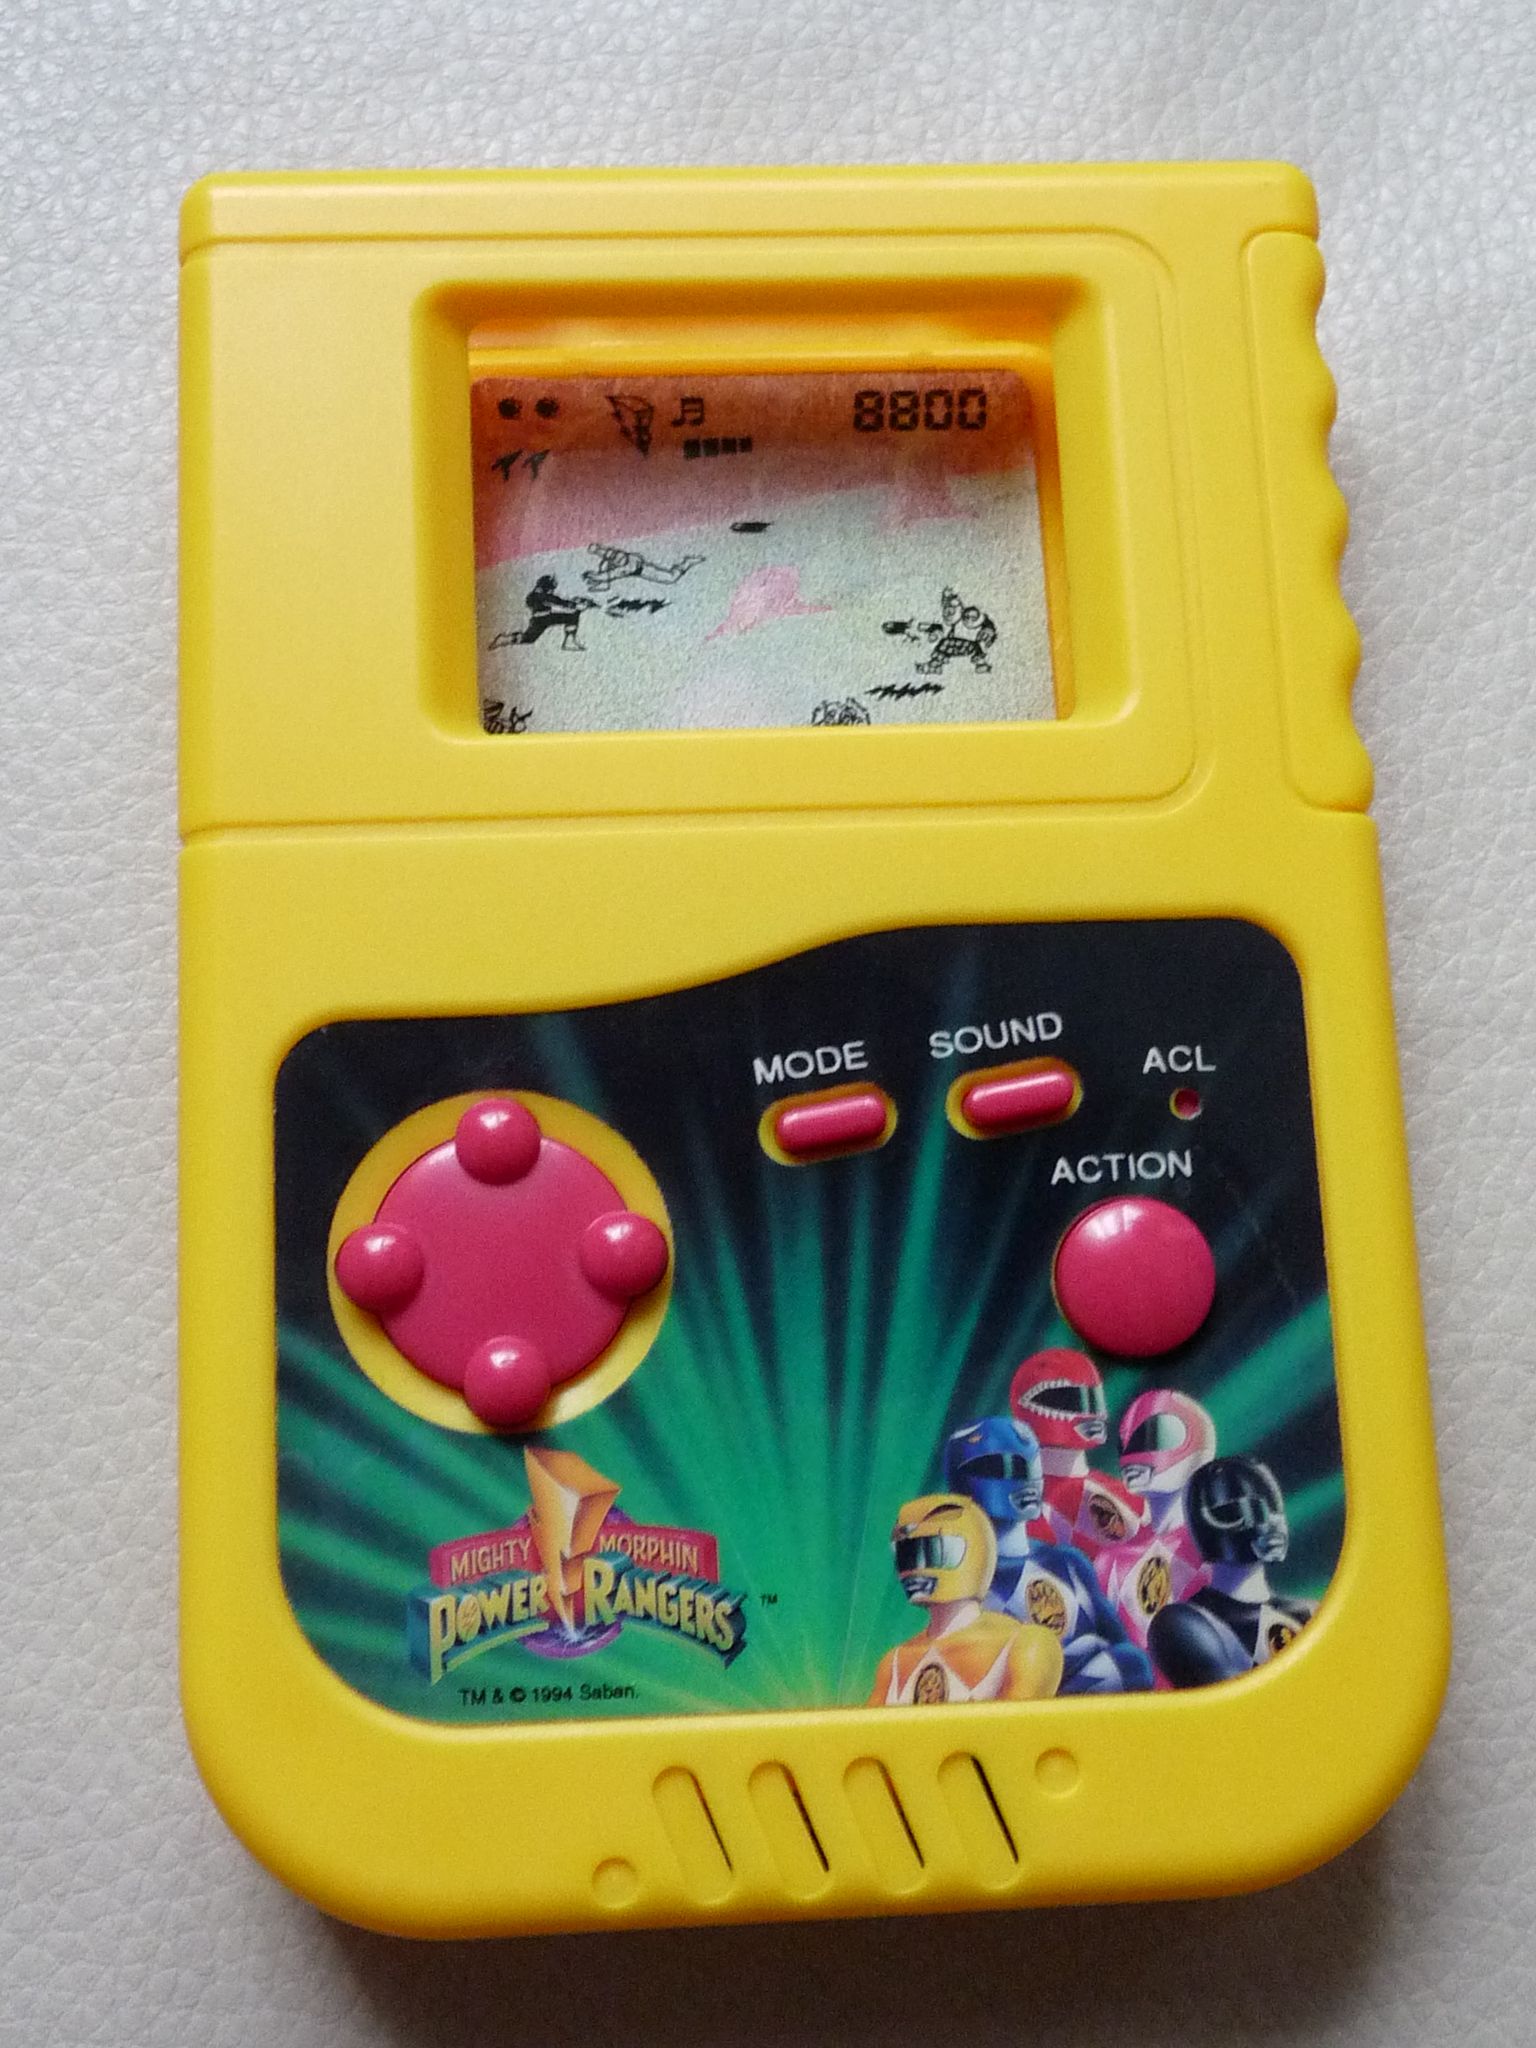 8800
MODE
SOUND
ACL
ACTION
MIGHTY MORPHIN
POWER RANGERS ™
TM & © 1994 Saban.